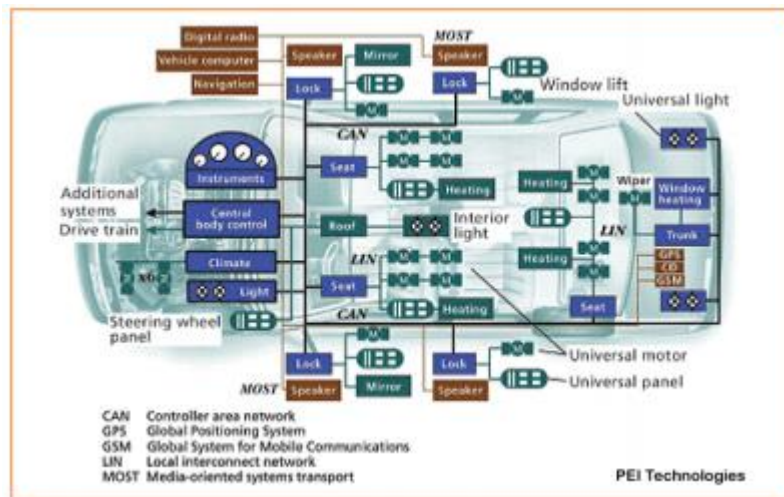 MOST
Digital radio
Speaker
Mirror
Speaker
Vehicle computer
Window lift
Navigation
Lock
Lock
M
M
Universal light
CAN
Instruments
Seat
M
M
M
M
Heating
Heating
M
M
Wiper
M
Window
heating
Additional
systems
Drive train
Central
body control
Roof
Interior
light
LIN
Trunk
Climate
LIN
M
M
M
M
Heating
M
M
GPS
CD
GSM
x6
Light
Seat
Heating
Seat
CAN
Steering wheel
panel
M
Lock
Lock
M
Universal motor
MOST
Speaker
Mirror
Speaker
Universal panel
CAN Controller area network
GPS Global Positioning System
GSM Global System for Mobile Communications
LIN Local interconnect network
MOST Media-oriented systems transport
PEI Technologies